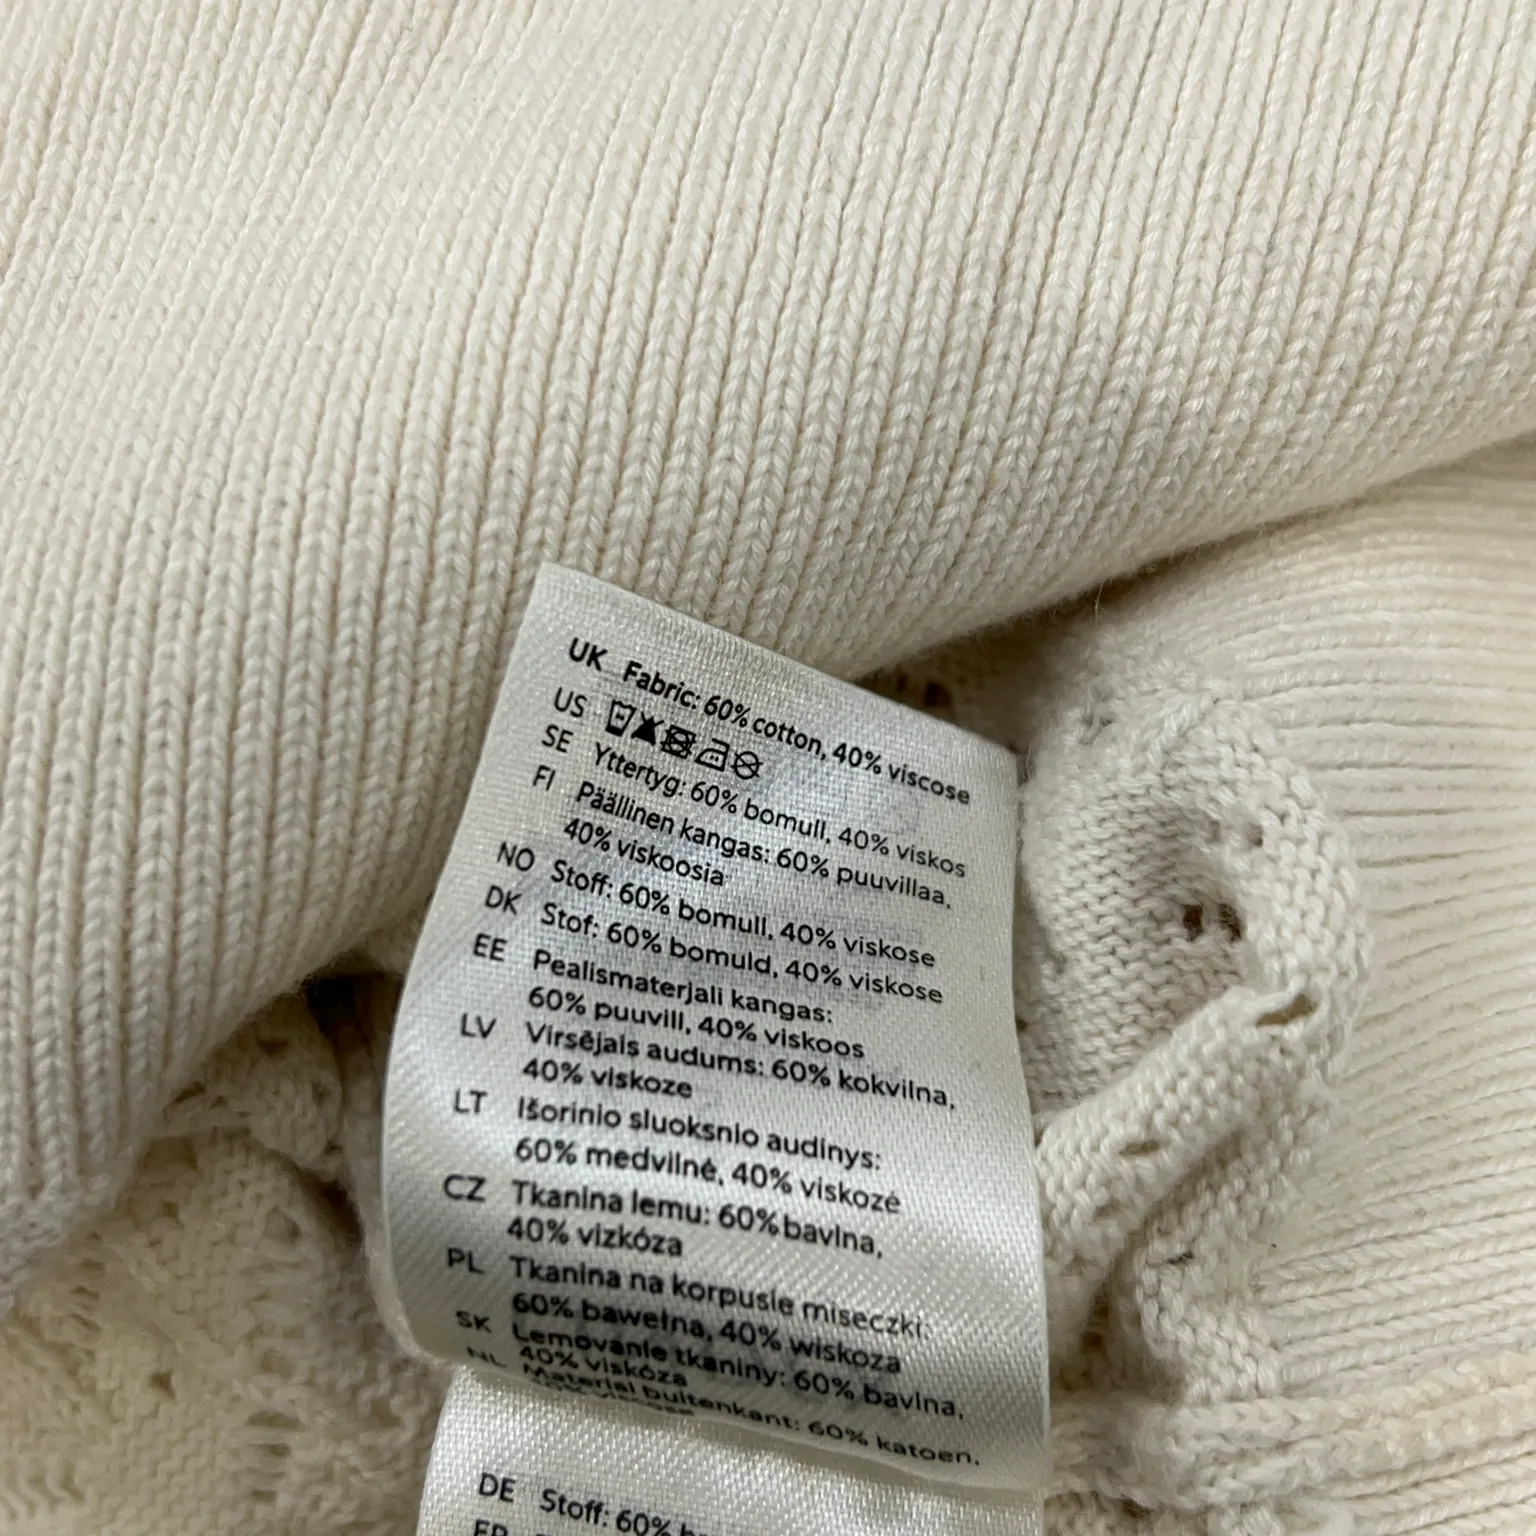 UK Fabric: 60% cotton, 40% viscose
US
SE Yttertyg: 60% bomull, 40% viskos
FI Päällinen kangas: 60% puuvillaa,
40% viskoosia
NO Stoff: 60% bomull, 40% viskose
DK Stof: 60% bomuld, 40% viskose
EE Pealismaterjali kangas:
60% puuvill, 40% viskoos
LV Virsējais audums: 60% kokvilna,
40% viskoze
LT Išorinio sluoksnio audinys:
60% medvilnė, 40% viskozė
CZ Tkanina lemu: 60% bavlna,
40% vizkóza
PL Tkanina na korpusie miseczki:
60% bawełna, 40% wiskoza
SK Lemovanie tkaniny: 60% bavlna,
40% viskóza
NL Material buitenkant: 60% katoen,
40% viscose
DE Stoff: 60%